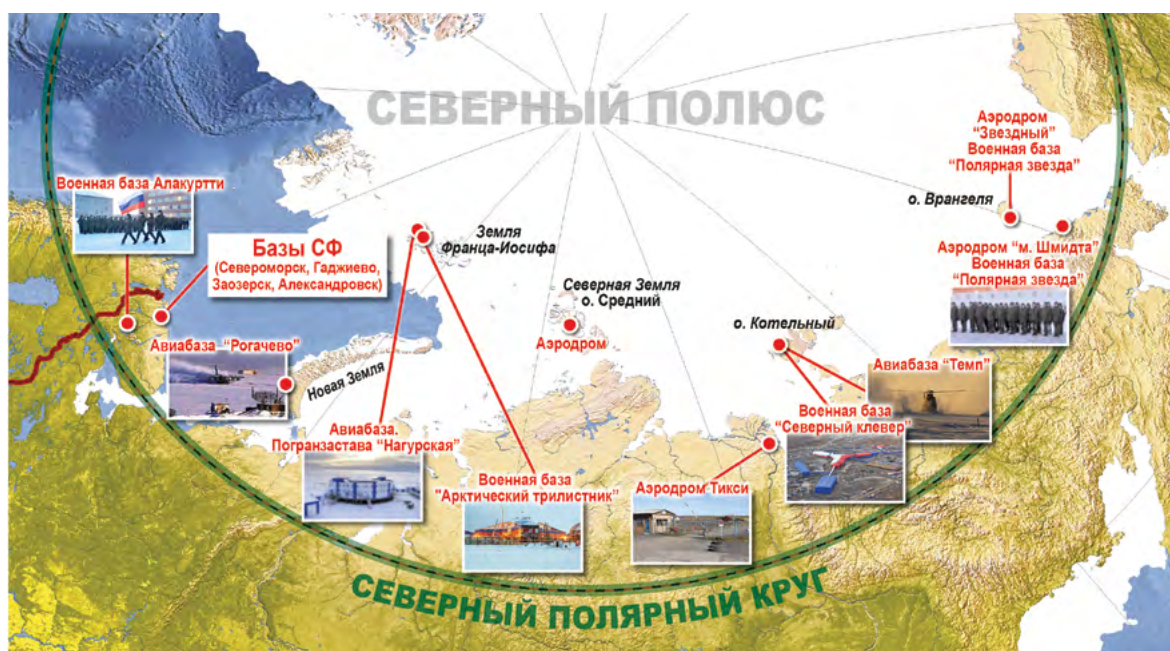 СЕВЕРНЫЙ ПОЛЮС
Аэродром
“Звездный”
Военная база
“Полярная звезда”
Военная база Алакуртти
о. Врангеля
Земля
Франца-Иосифа
Базы СФ
(Североморск, Гаджиево,
Заозерск, Александровск)
Аэродром “м. Шмидта”
Военная база
“Полярная звезда”
Северная Земля
о. Средний
Аэродром
о. Котельный
Авиабаза “Рогачево”
Новая Земля
Авиабаза “Темп”
Военная база
“Северный клевер”
Авиабаза.
Погранзастава “Нагурская”
Военная база
"Арктический трилистник"
Аэродром Тикси
СЕВЕРНЫЙ ПОЛЯРНЫЙ КРУГ